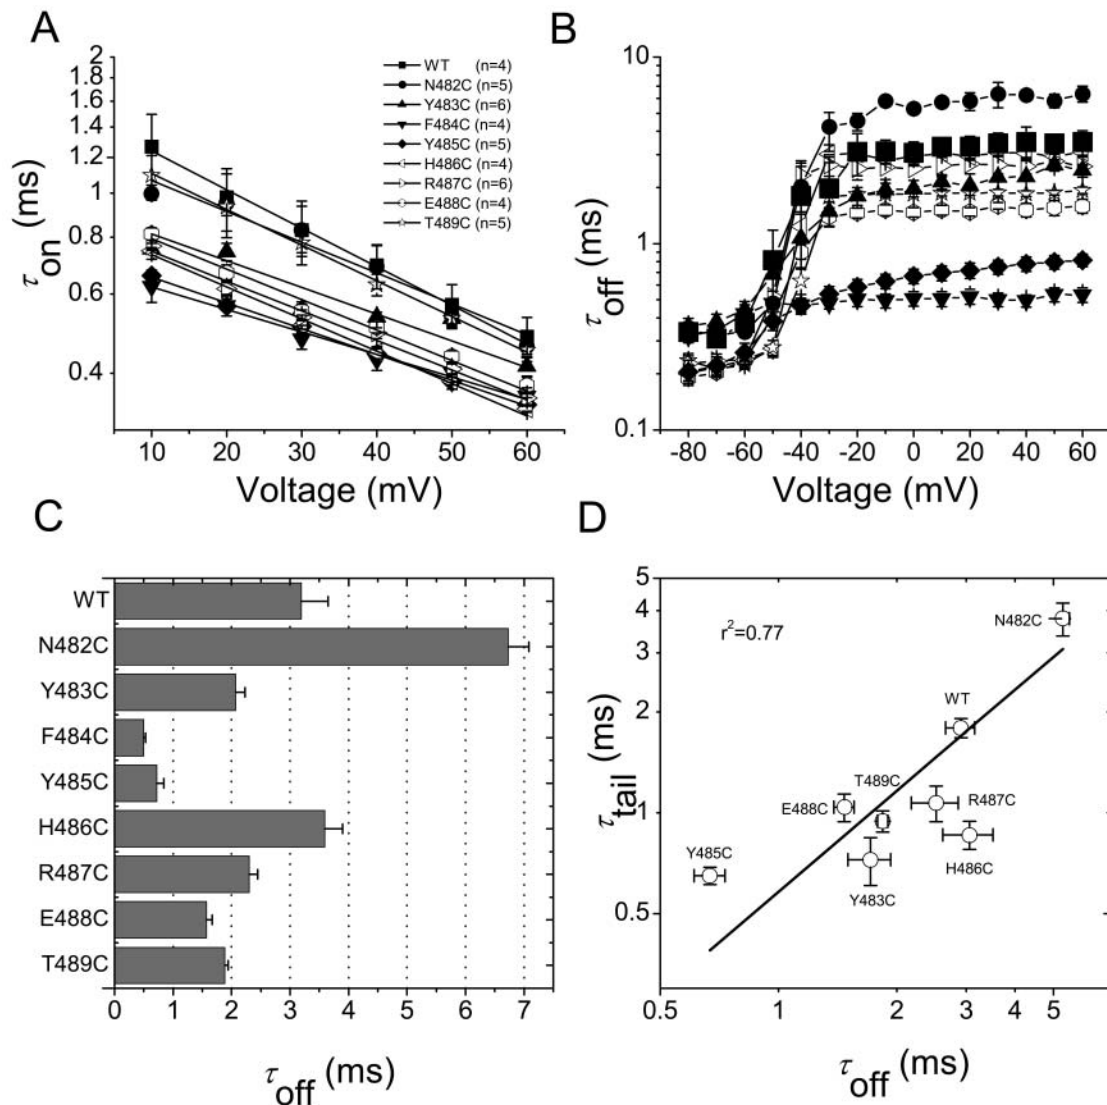 A
τon (ms)
2
1.8
1.6
1.4
1.2
1
0.8
0.6
0.4
10 20 30 40 50 60
Voltage (mV)
WT (n=4)
N482C (n=5)
Y483C (n=6)
F484C (n=4)
Y485C (n=5)
H486C (n=4)
R487C (n=6)
E488C (n=4)
T489C (n=5)
B
τoff (ms)
10
1
0.1
-80 -60 -40 -20 0 20 40 60
Voltage (mV)
C
WT
N482C
Y483C
F484C
Y485C
H486C
R487C
E488C
T489C
0 1 2 3 4 5 6 7
τoff (ms)
D
τtail (ms)
5
4
3
2
1
0.5
r²=0.77
N482C
WT
T489C
E488C
R487C
Y485C
H486C
Y483C
0.5 1 2 3 4 5
τoff (ms)